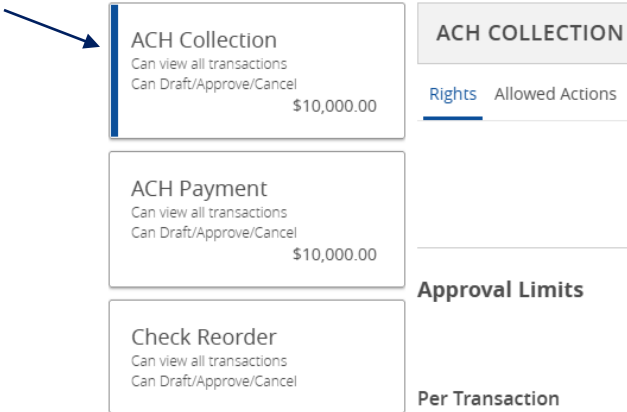 ACH Collection
Can view all transactions
Can Draft/Approve/Cancel
$10,000.00
ACH Payment
Can view all transactions
Can Draft/Approve/Cancel
$10,000.00
Check Reorder
Can view all transactions
Can Draft/Approve/Cancel
ACH COLLECTION
Rights Allowed Actions
Approval Limits
Per Transaction